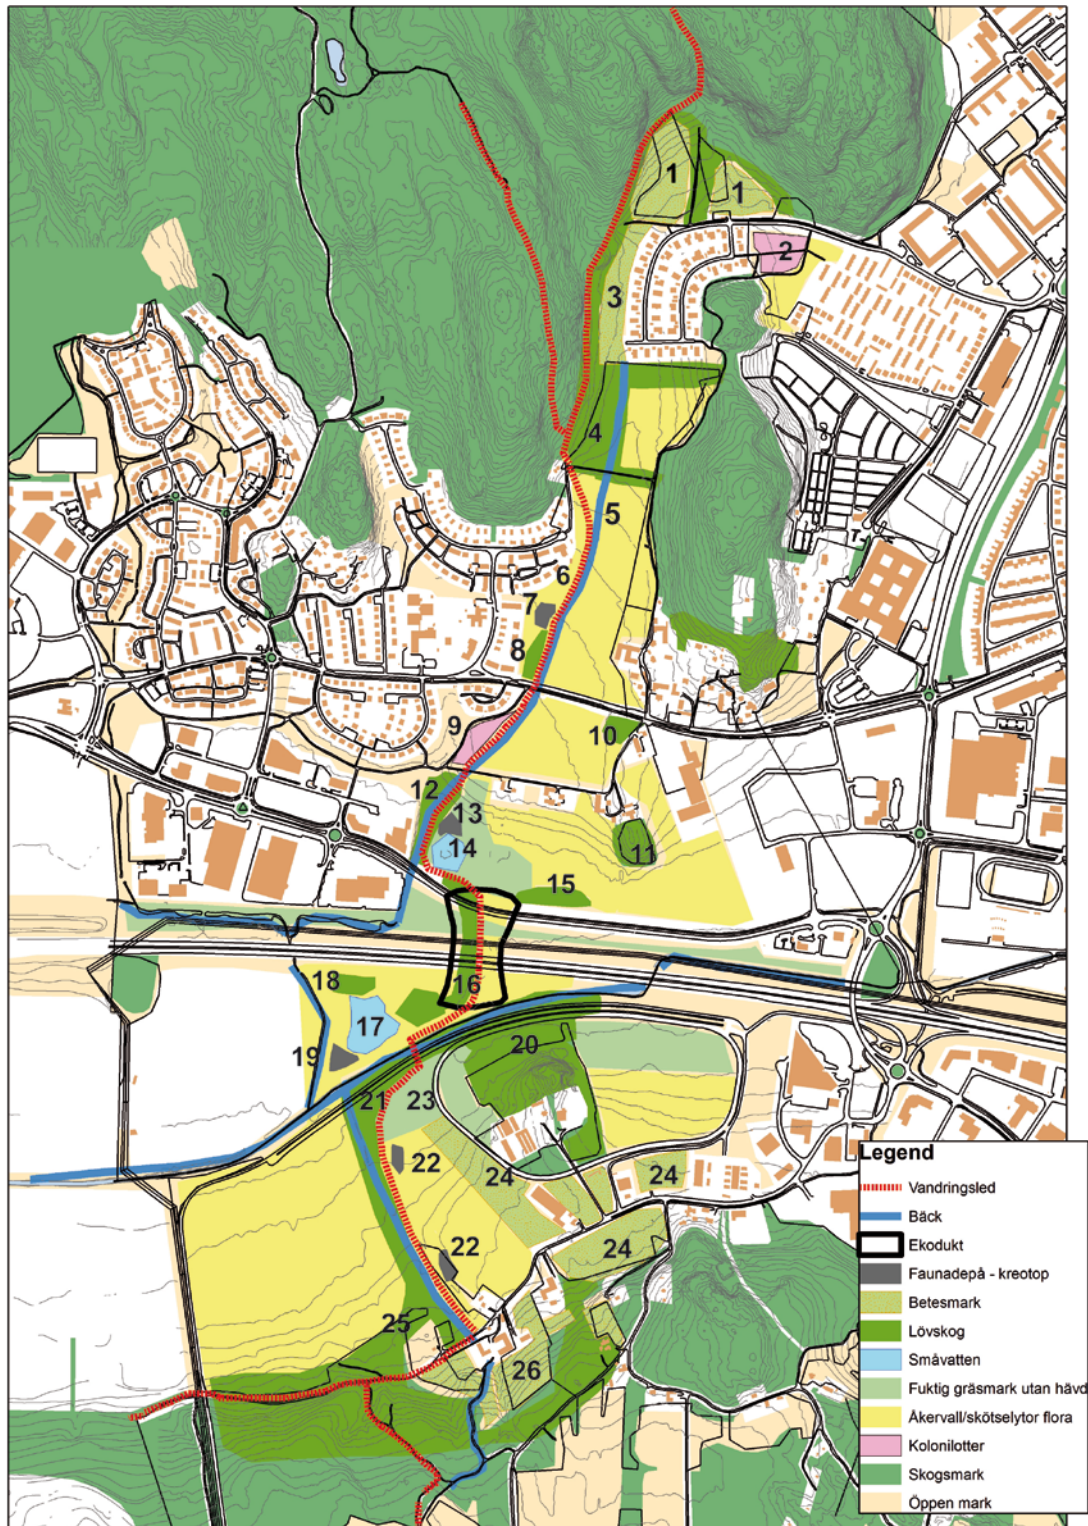 1
1
2
3
4
5
6
7
8
9
10
11
12
13
14
15
16
17
18
19
20
21
22
23
24
24
22
24
25
26
Legend
Vandringsled
Bäck
Ekodukt
Faunadepå - kreotop
Betesmark
Lövskog
Småvatten
Fuktig gräsmark utan hävd
Åkervall/skötselytor flora
Kolonilotter
Skogsmark
Öppen mark